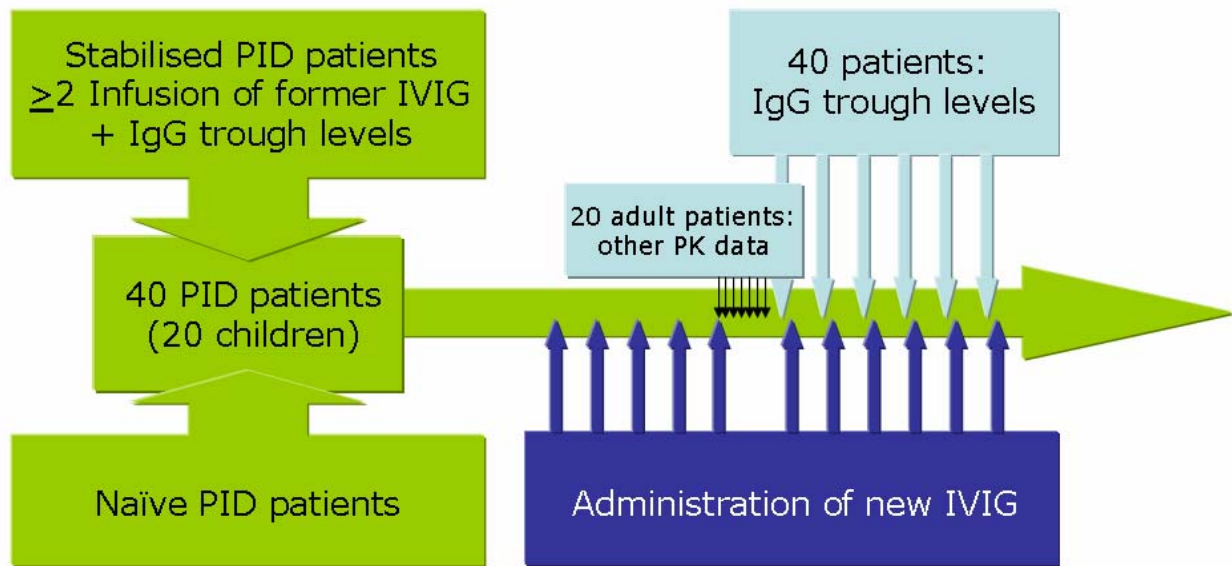 Stabilised PID patients
≥2 Infusion of former IVIG
+ IgG trough levels
40 patients:
IgG trough levels
20 adult patients:
other PK data
40 PID patients
(20 children)
Naïve PID patients
Administration of new IVIG